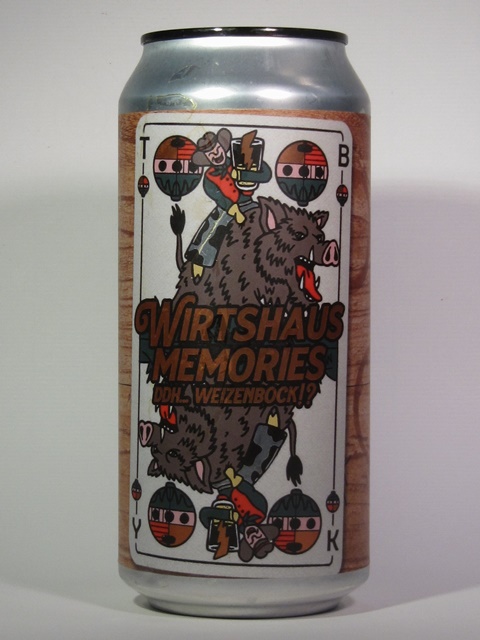 T B
WIRTSHAUS
MEMORIES
DDH... WEIZENBOCK!?
Y K